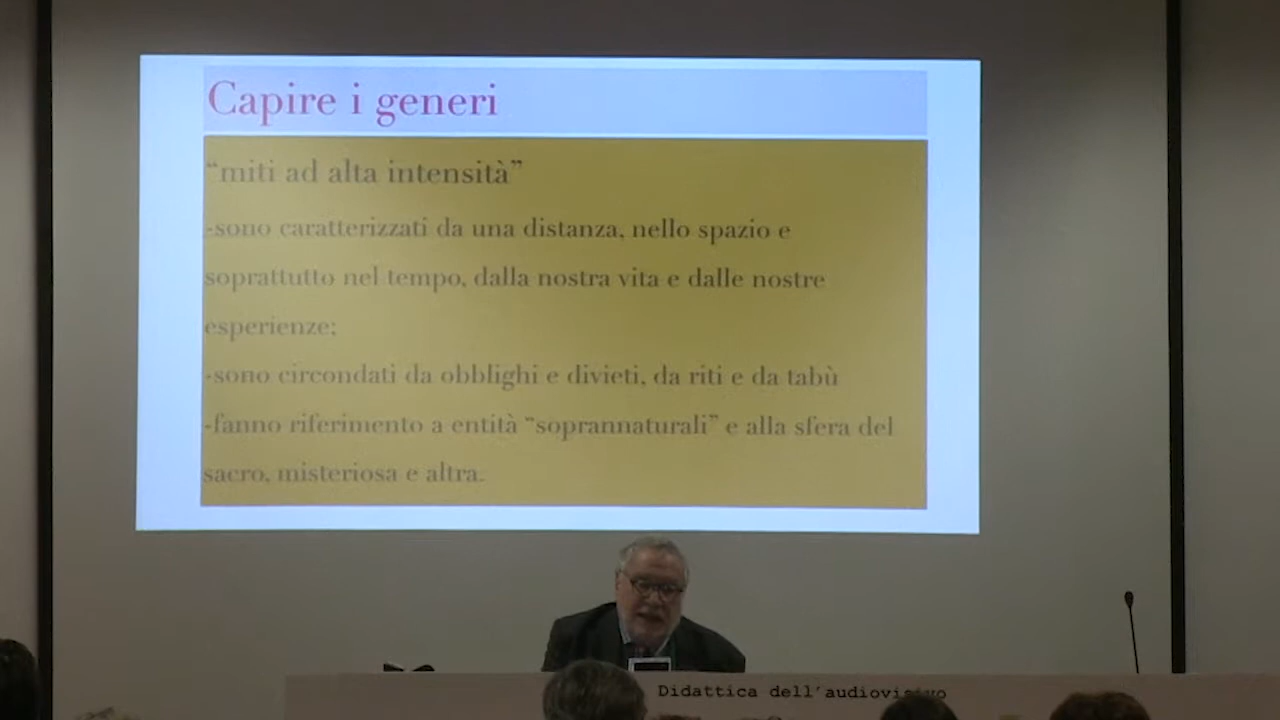 Capire i generi
“miti ad alta intensità”
-sono caratterizzati da una distanza, nello spazio e
soprattutto nel tempo, dalla nostra vita e dalle nostre
esperienze;
-sono circondati da obblighi e divieti, da riti e da tabù
-fanno riferimento a entità “soprannaturali” e alla sfera del
sacro, misteriosa e altra.
Didattica dell'audiovisivo